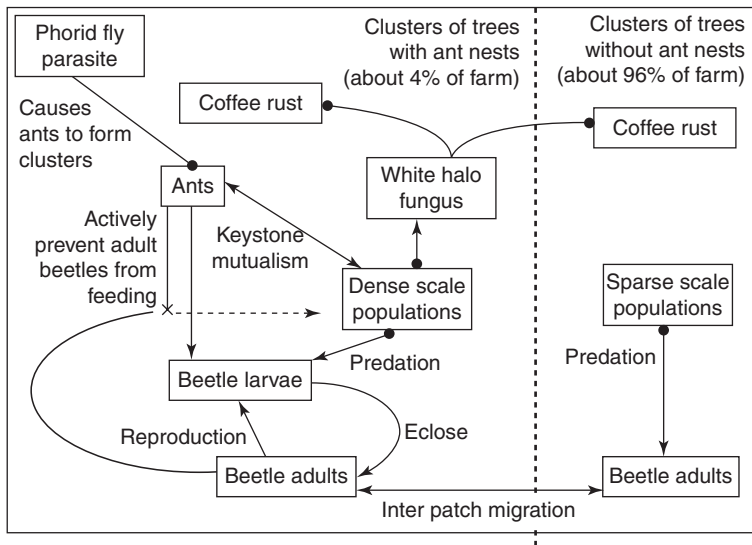 Phorid fly
parasite
Clusters of trees
with ant nests
(about 4% of farm)
Clusters of trees
without ant nests
(about 96% of farm)
Causes
ants to form
clusters
Coffee rust
Coffee rust
Ants
White halo
fungus
Actively
prevent adult
beetles from
feeding
Keystone
mutualism
Dense scale
populations
Sparse scale
populations
Predation
Predation
Beetle larvae
Reproduction
Eclose
Beetle adults
Beetle adults
Inter patch migration